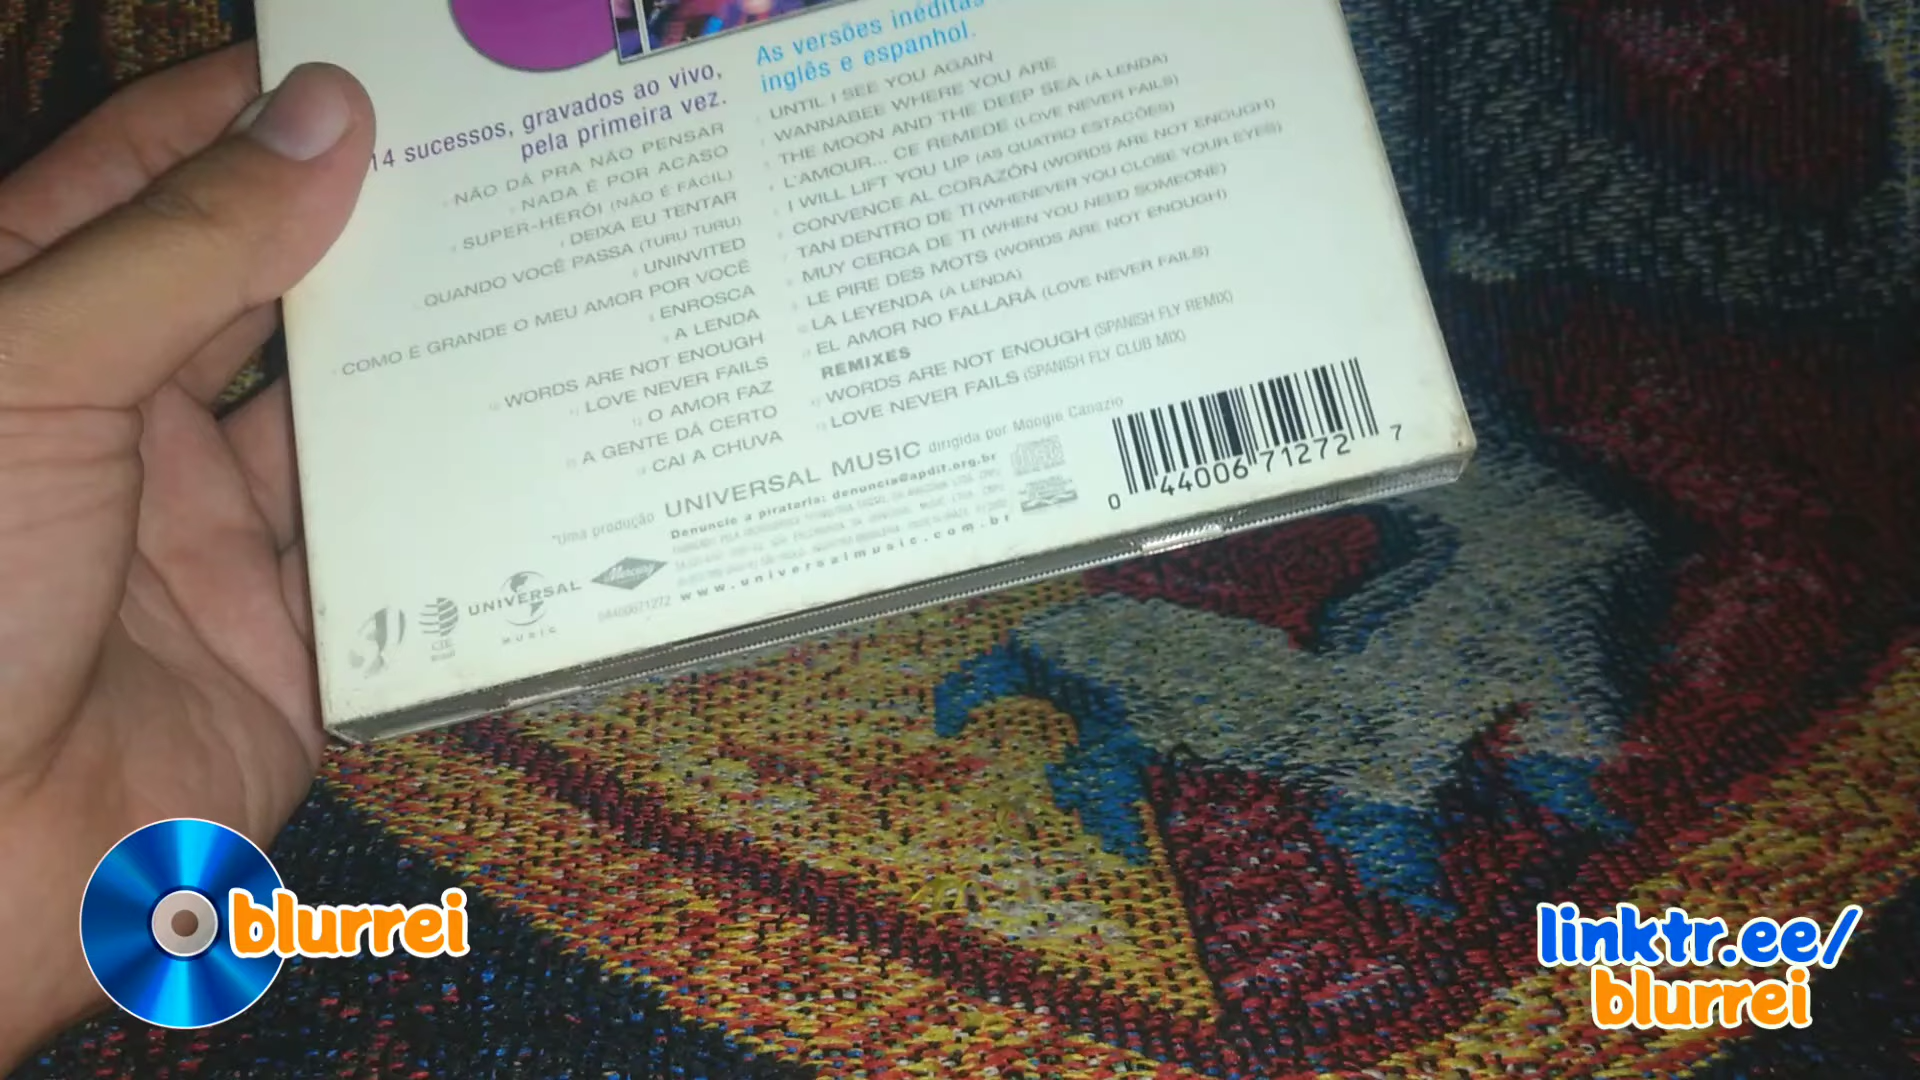 14 sucessos, gravados ao vivo,
pela primeira vez.
NÃO DÁ PRA NÃO PENSAR
NADA É POR ACASO
SUPER-HERÓI (NÃO É FÁCIL)
DEIXA EU TENTAR
QUANDO VOCÊ PASSA (TURU TURU)
UNINVITED
COMO É GRANDE O MEU AMOR POR VOCÊ
ENROSCA
A LENDA
WORDS ARE NOT ENOUGH
LOVE NEVER FAILS
O AMOR FAZ
A GENTE DÁ CERTO
CAI A CHUVA
As versões inéditas
inglês e espanhol.
UNTIL I SEE YOU AGAIN
WANNABEE WHERE YOU ARE
THE MOON AND THE DEEP SEA (A LENDA)
L'AMOUR... CE REMEDE (LOVE NEVER FAILS)
I WILL LIFT YOU UP (AS QUATRO ESTAÇÕES)
CONVENCE AL CORAZÓN (WORDS ARE NOT ENOUGH)
TAN DENTRO DE TI (WHENEVER YOU CLOSE YOUR EYES)
MUY CERCA DE TI (WHEN YOU NEED SOMEONE)
LE PIRE DES MOTS (WORDS ARE NOT ENOUGH)
LA LEYENDA (A LENDA)
EL AMOR NO FALLARÁ (LOVE NEVER FAILS)
REMIXES
WORDS ARE NOT ENOUGH (SPANISH FLY REMIX)
LOVE NEVER FAILS (SPANISH FLY CLUB MIX)
"Uma produção UNIVERSAL MUSIC dirigida por Moogie Canazio
Denuncie a pirataria: denuncia@apdif.org.br
www.universalmusic.com.br
CIE
Brasil
UNIVERSAL
MUSIC
Mercury
04400671272
0 44006 71272 7
blurrei
linktr.ee/
blurrei